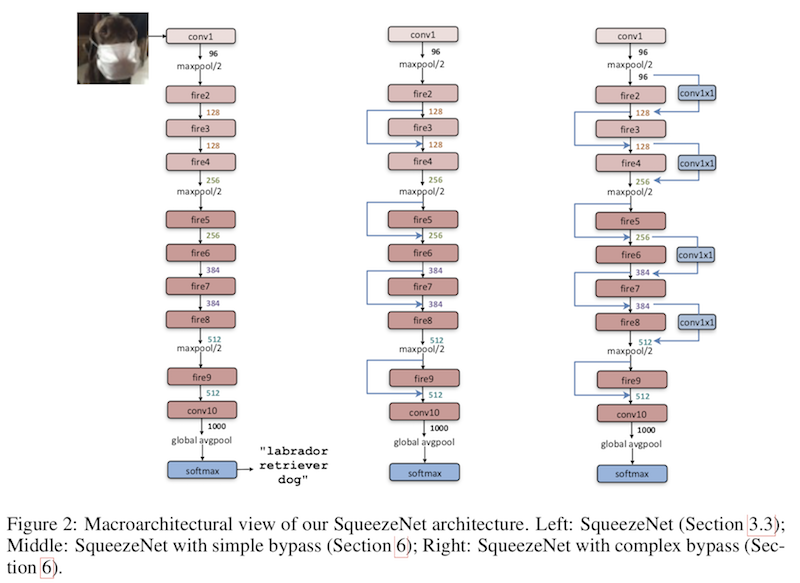 conv1
96
maxpool/2
fire2
128
fire3
128
fire4
256
maxpool/2
fire5
256
fire6
384
fire7
384
fire8
512
maxpool/2
fire9
512
conv10
1000
global avgpool
softmax
"labrador
retriever
dog"
conv1
96
maxpool/2
fire2
128
fire3
128
fire4
256
maxpool/2
fire5
256
fire6
384
fire7
384
fire8
512
maxpool/2
fire9
512
conv10
1000
global avgpool
softmax
conv1
96
maxpool/2
96
fire2
conv1x1
128
fire3
128
fire4
conv1x1
256
maxpool/2
fire5
256
fire6
conv1x1
384
fire7
384
fire8
conv1x1
512
maxpool/2
fire9
512
conv10
1000
global avgpool
softmax
Figure 2: Macroarchitectural view of our SqueezeNet architecture. Left: SqueezeNet (Section 3.3);
Middle: SqueezeNet with simple bypass (Section 6); Right: SqueezeNet with complex bypass (Sec-
tion 6).